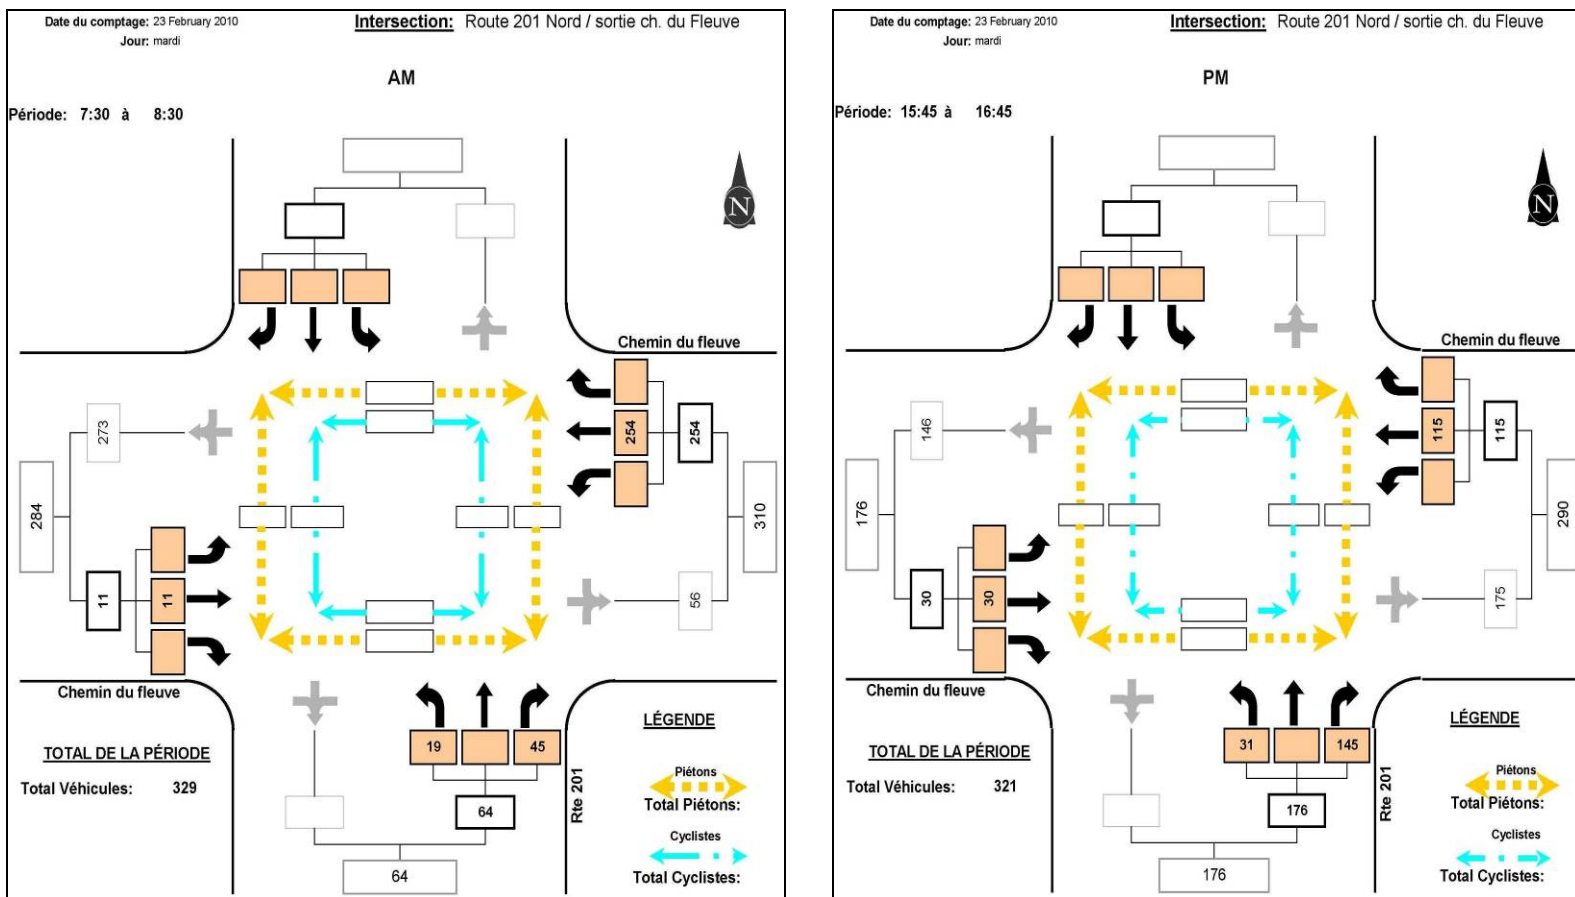 Date du comptage: 23 February 2010
Intersection: Route 201 Nord / sortie ch. du Fleuve
Jour: mardi
AM
Période: 7:30 à 8:30
N
Chemin du fleuve
273
254
254
284
310
11
11
56
Chemin du fleuve
19
45
LÉGENDE
TOTAL DE LA PÉRIODE
Total Véhicules: 329
Rte 201
64
Piétons
Total Piétons:
Cyclistes
Total Cyclistes:
64
Date du comptage: 23 February 2010
Intersection: Route 201 Nord / sortie ch. du Fleuve
Jour: mardi
PM
Période: 15:45 à 16:45
N
Chemin du fleuve
146
115
115
176
290
30
30
175
Chemin du fleuve
31
145
LÉGENDE
TOTAL DE LA PÉRIODE
Total Véhicules: 321
Rte 201
176
Piétons
Total Piétons:
Cyclistes
Total Cyclistes:
176